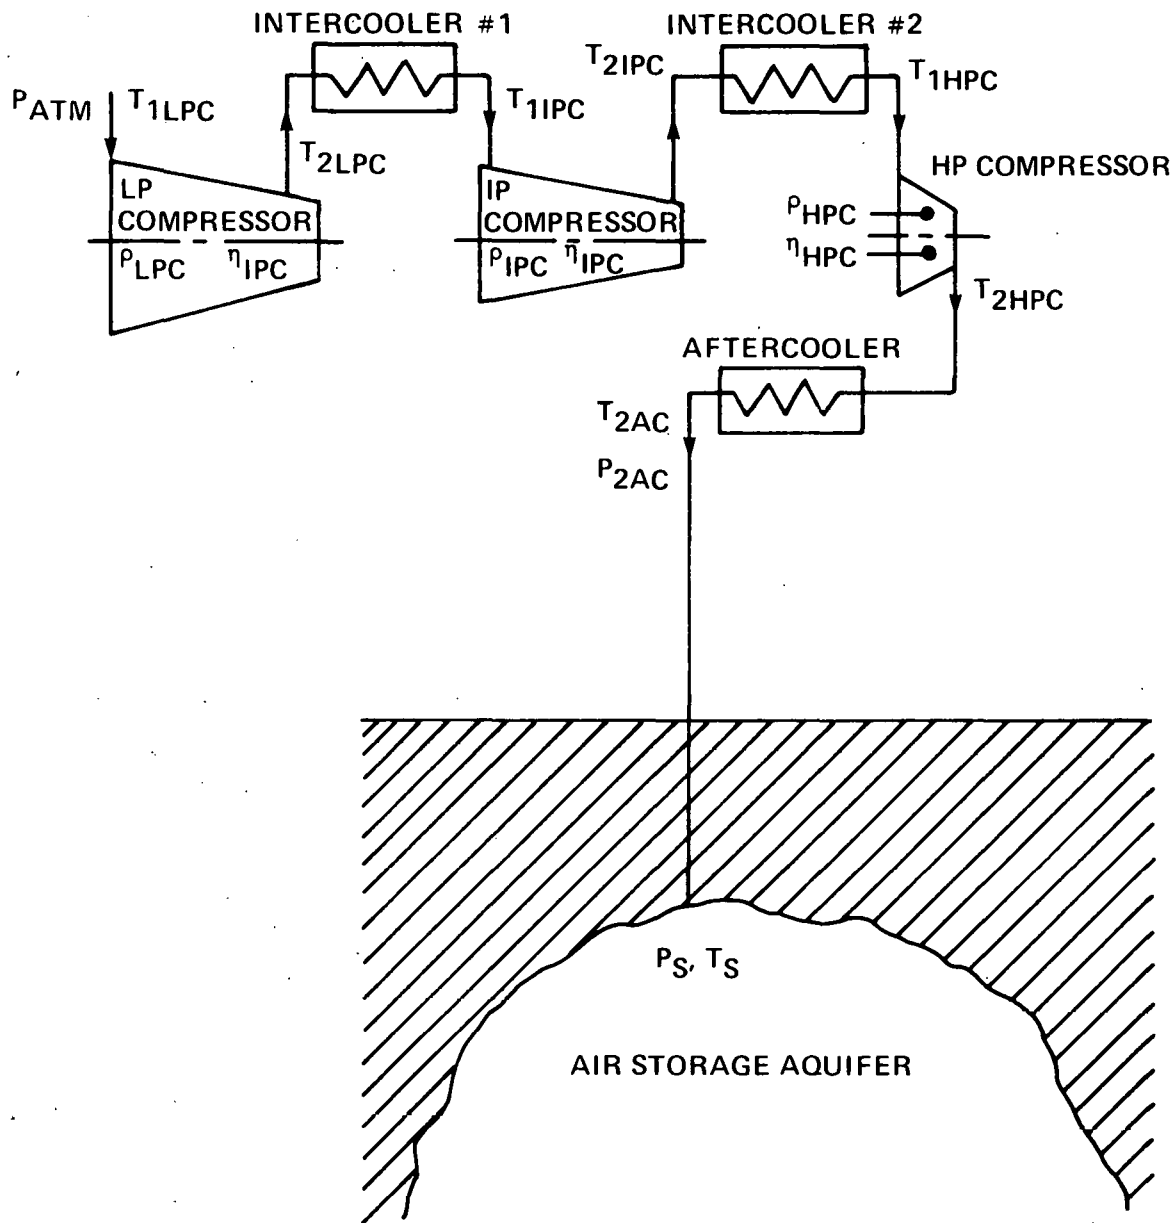 INTERCOOLER #1
INTERCOOLER #2
P_ATM
T_1LPC
T_2LPC
T_1IPC
T_2IPC
T_1HPC
LP
COMPRESSOR
ρ_LPC η_IPC
IP
COMPRESSOR
ρ_IPC η_IPC
HP COMPRESSOR
ρ_HPC
η_HPC
T_2HPC
AFTERCOOLER
T_2AC
P_2AC
P_S, T_S
AIR STORAGE AQUIFER